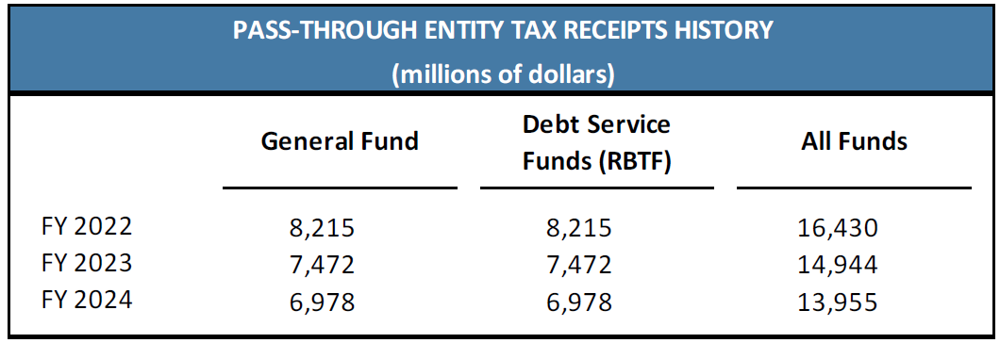 PASS-THROUGH ENTITY TAX RECEIPTS HISTORY
(millions of dollars)
General Fund Debt Service Funds (RBTF) All Funds
FY 2022 8,215 8,215 16,430
FY 2023 7,472 7,472 14,944
FY 2024 6,978 6,978 13,955